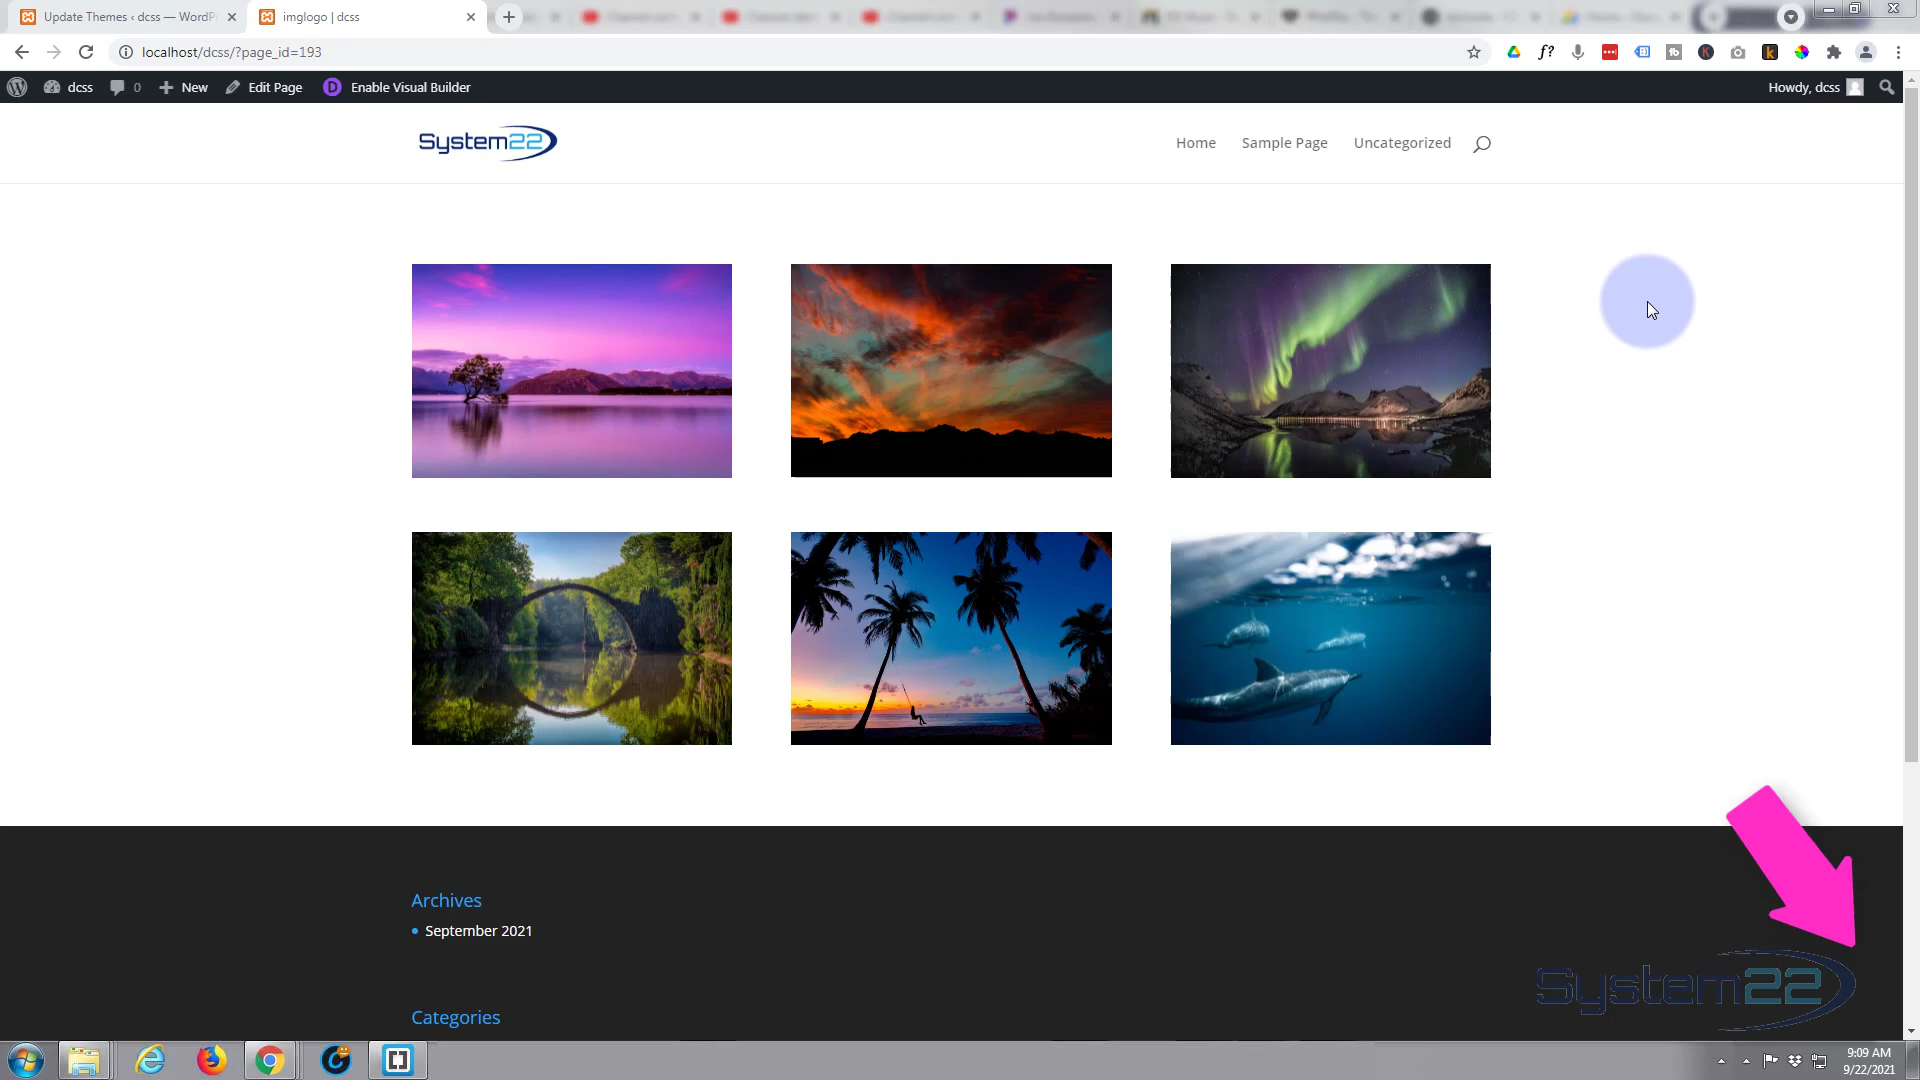 Update Themes ‹ dcss — WordPr
imglogo | dcss
localhost/dcss/?page_id=193
dcss
0
New
Edit Page
Enable Visual Builder
Howdy, dcss
System22
Home
Sample Page
Uncategorized
Archives
September 2021
Categories
System22
9:09 AM
9/22/2021